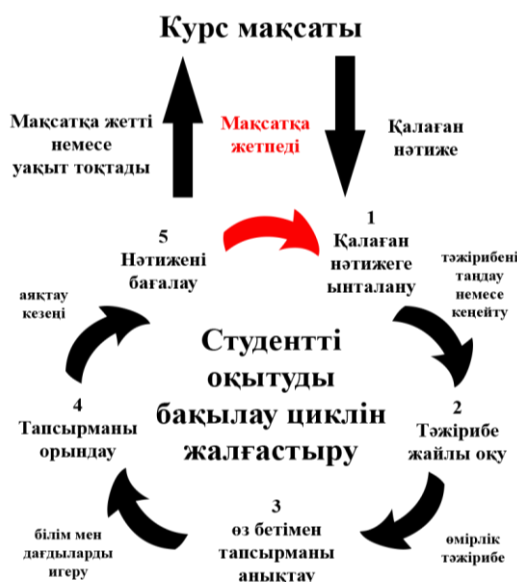 Курс мақсаты
Мақсатқа жетті
немесе
уақыт тоқтады
Мақсатқа
жетпеді
Қалаған
нәтиже
1
Қалаған
нәтижеге
ынталану
тәжірибені
таңдау
немесе
кеңейту
2
Тәжірибе
жайлы оқу
өмірлік
тәжірибе
3
өз бетімен
тапсырманы
анықтау
білім мен
дағдыларды
игеру
4
Тапсырманы
орындау
аяқтау
кезеңі
5
Нәтижені
бағалау
Студентті
оқытуды
бақылау циклін
жалғастыру